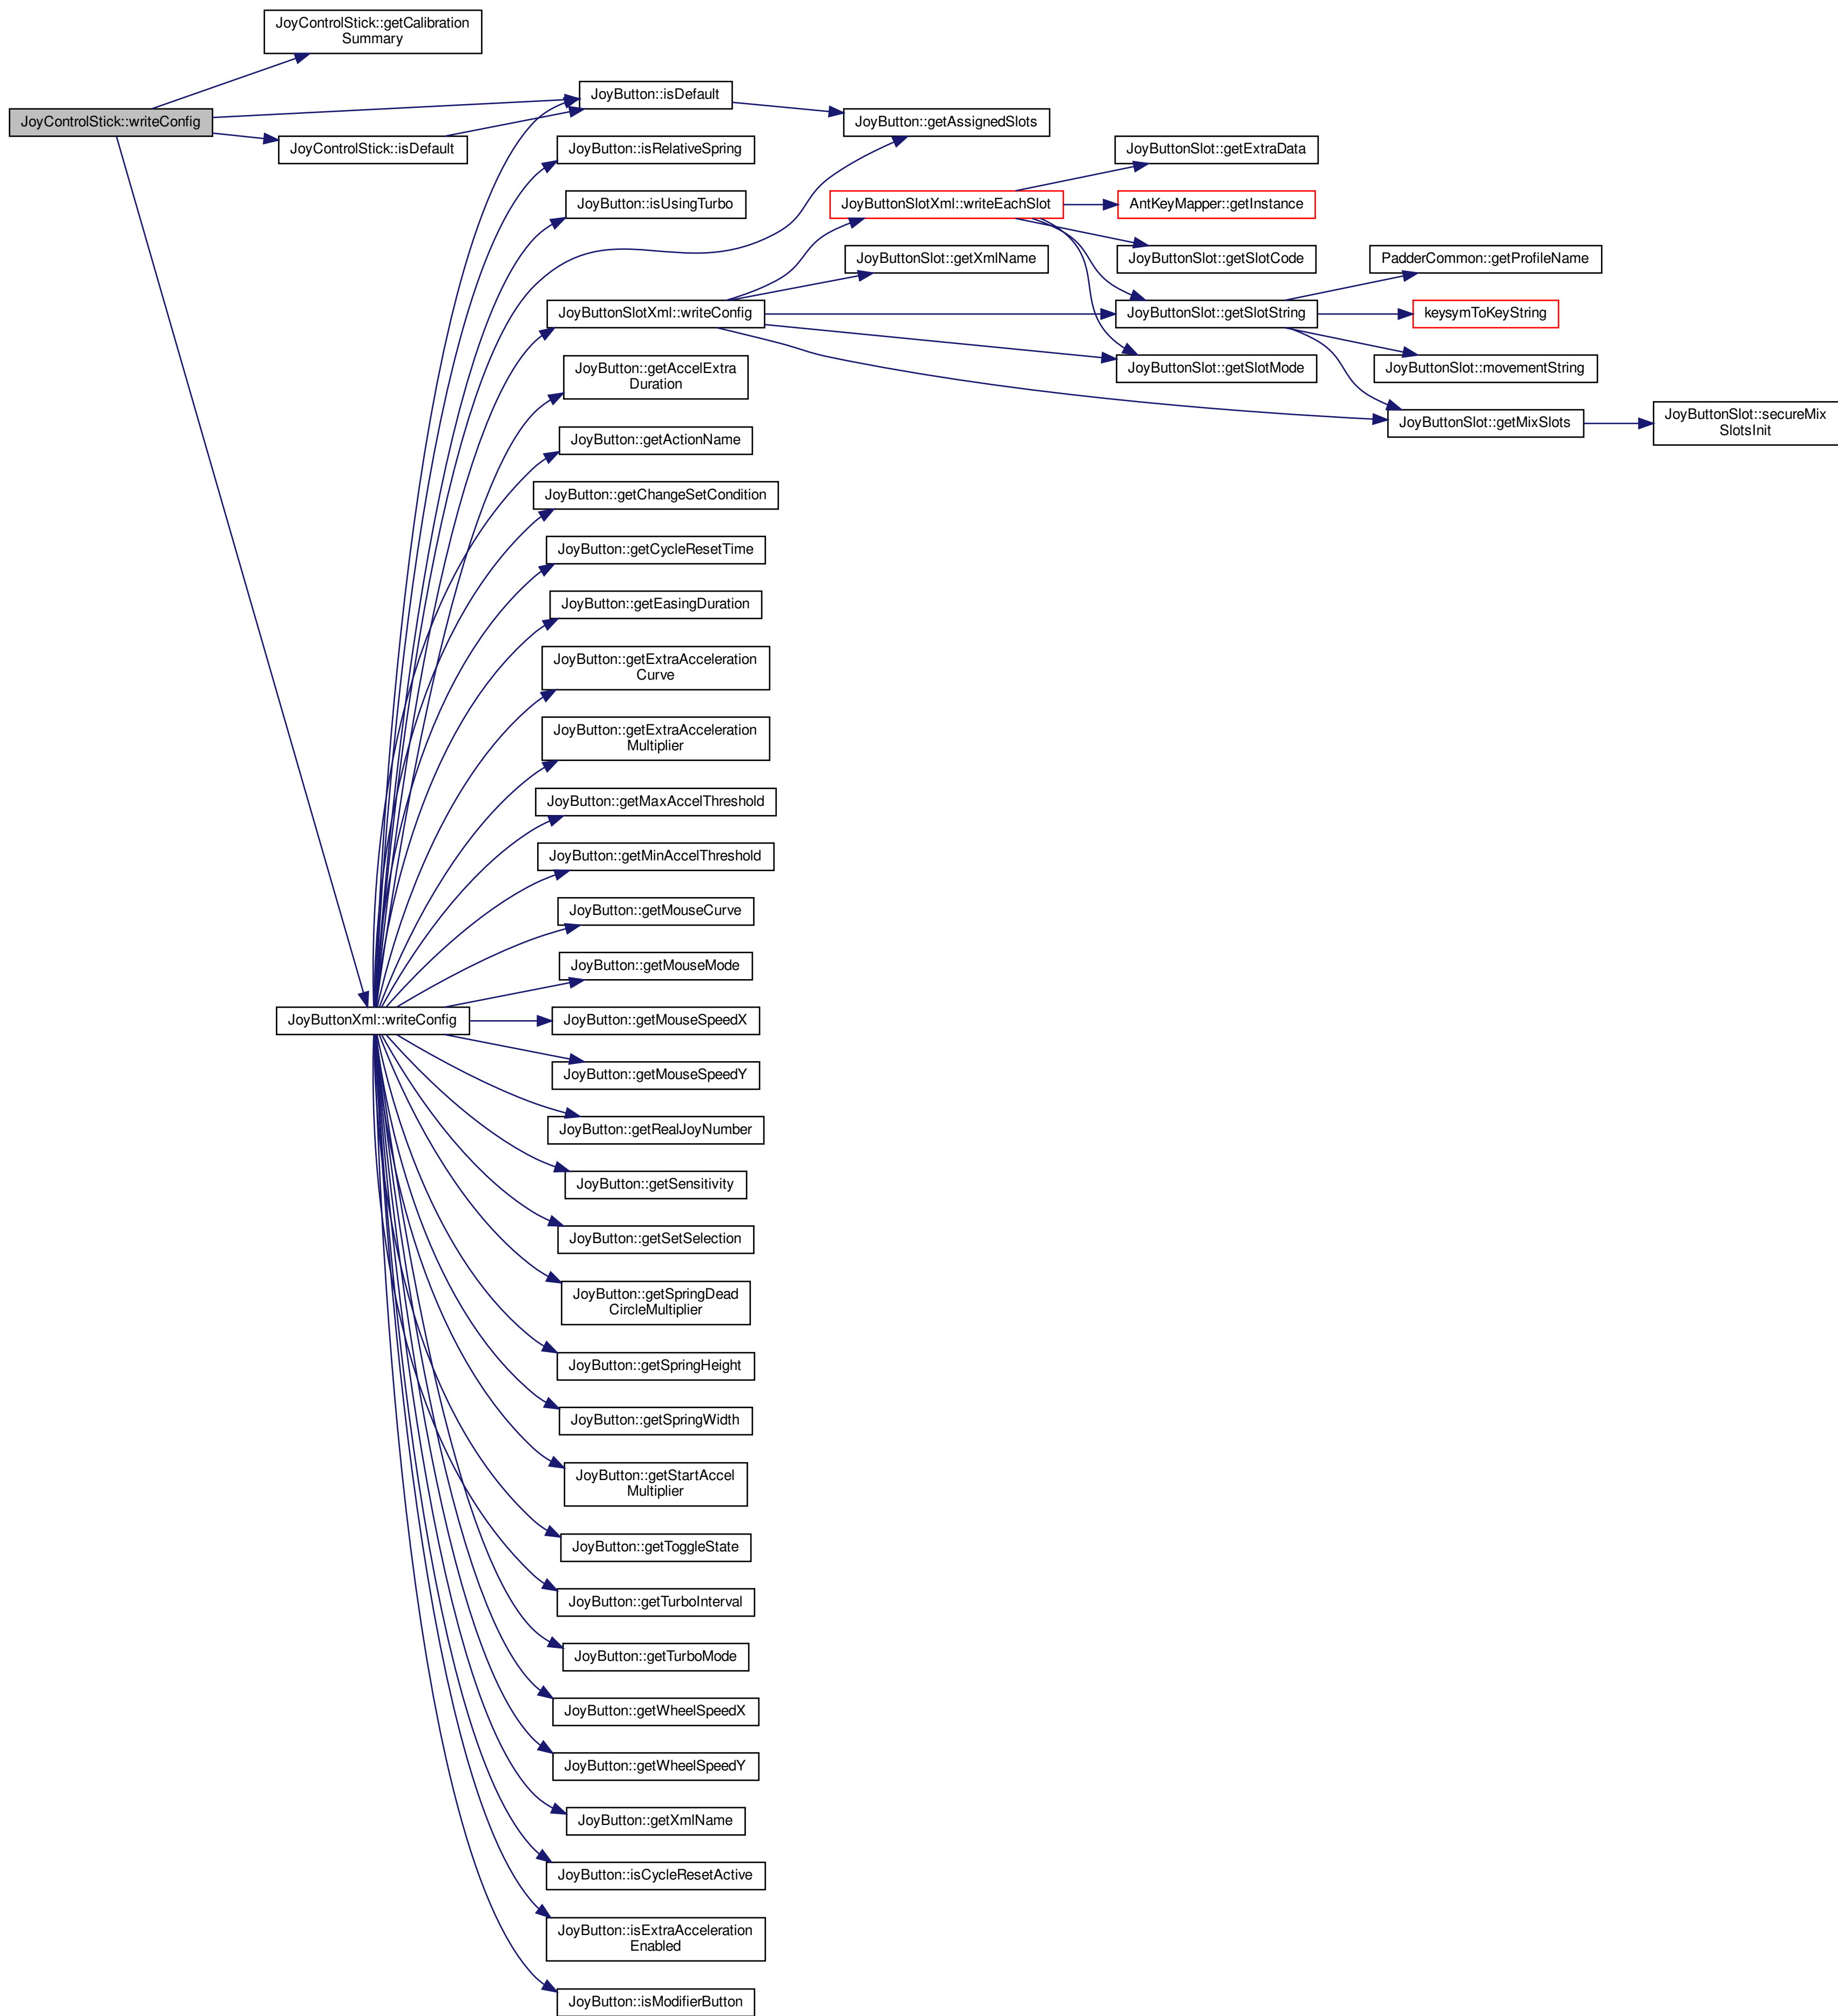 JoyControlStick::getCalibration
Summary
JoyControlStick::writeConfig
JoyControlStick::isDefault
JoyButton::isDefault
JoyButton::getAssignedSlots
JoyButton::isRelativeSpring
JoyButton::isUsingTurbo
JoyButtonSlotXml::writeEachSlot
JoyButtonSlot::getExtraData
AntKeyMapper::getInstance
JoyButtonSlot::getSlotCode
JoyButtonSlot::getXmlName
JoyButtonSlotXml::writeConfig
JoyButtonSlot::getSlotString
JoyButtonSlot::getSlotMode
PadderCommon::getProfileName
keysymToKeyString
JoyButtonSlot::movementString
JoyButtonSlot::getMixSlots
JoyButtonSlot::secureMix
SlotsInit
JoyButton::getAccelExtra
Duration
JoyButton::getActionName
JoyButton::getChangeSetCondition
JoyButton::getCycleResetTime
JoyButton::getEasingDuration
JoyButton::getExtraAcceleration
Curve
JoyButton::getExtraAcceleration
Multiplier
JoyButton::getMaxAccelThreshold
JoyButton::getMinAccelThreshold
JoyButton::getMouseCurve
JoyButton::getMouseMode
JoyButtonXml::writeConfig
JoyButton::getMouseSpeedX
JoyButton::getMouseSpeedY
JoyButton::getRealJoyNumber
JoyButton::getSensitivity
JoyButton::getSetSelection
JoyButton::getSpringDead
CircleMultiplier
JoyButton::getSpringHeight
JoyButton::getSpringWidth
JoyButton::getStartAccel
Multiplier
JoyButton::getToggleState
JoyButton::getTurboInterval
JoyButton::getTurboMode
JoyButton::getWheelSpeedX
JoyButton::getWheelSpeedY
JoyButton::getXmlName
JoyButton::isCycleResetActive
JoyButton::isExtraAcceleration
Enabled
JoyButton::isModifierButton